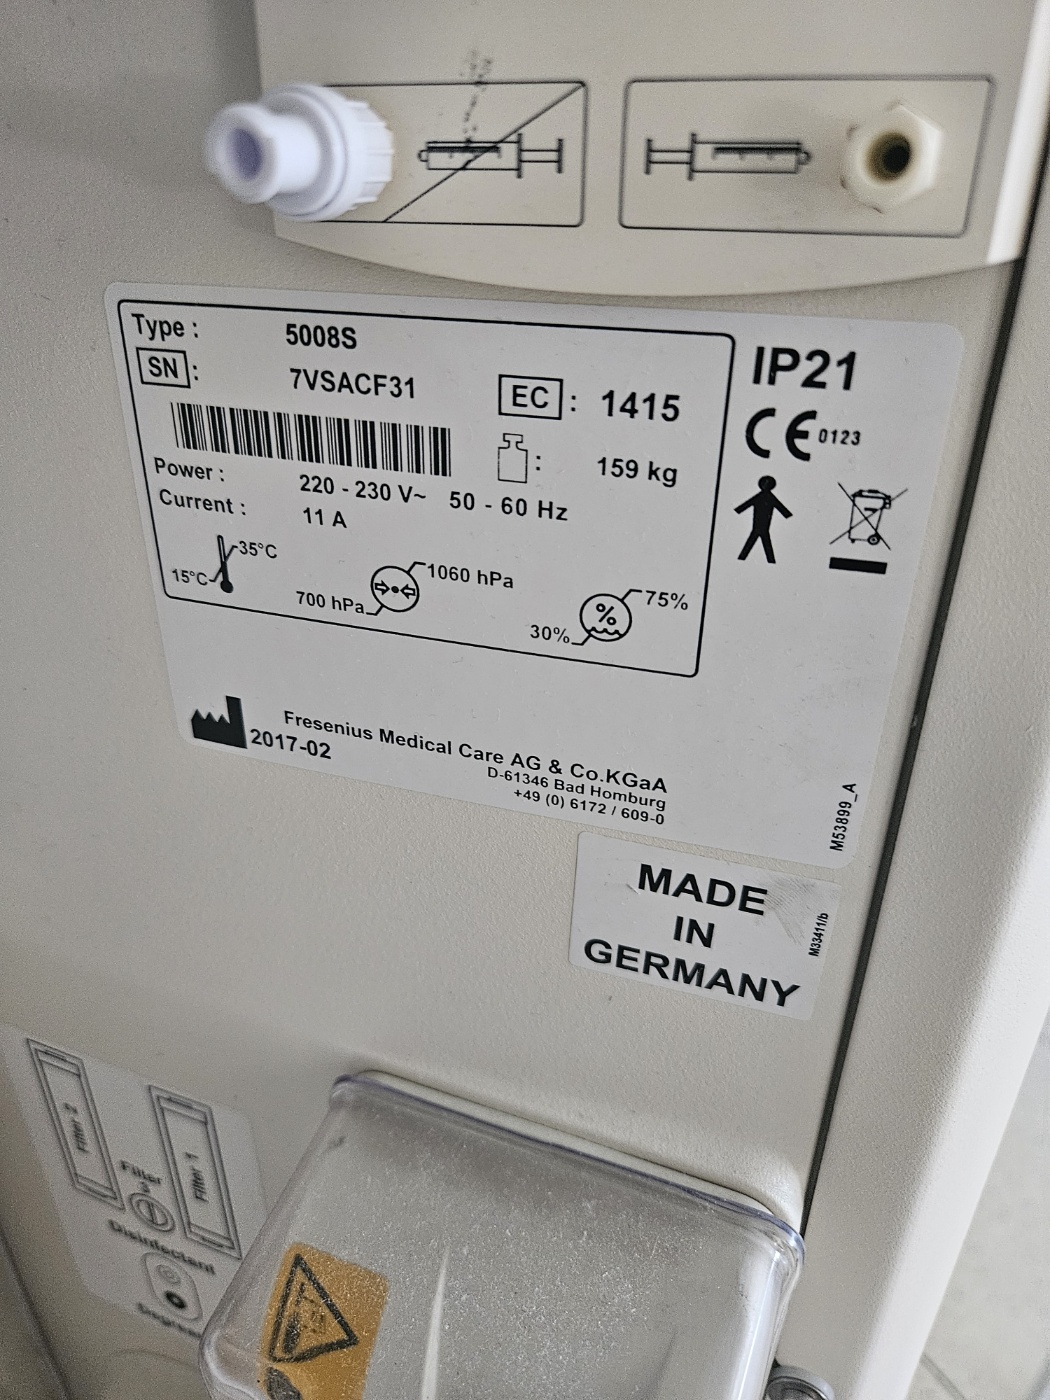 Type : 5008S
SN : 7VSACF31
EC : 1415
159 kg
Power : 220 - 230 V~ 50 - 60 Hz
Current : 11 A
35°C
15°C
1060 hPa
700 hPa
%
75%
30%
IP21
CE 0123
2017-02
Fresenius Medical Care AG & Co.KGaA
D-61346 Bad Homburg
+49 (0) 6172 / 609-0
M53899_A
MADE
IN
GERMANY
M33411/b
Filter 2
Filter 1
Filter
Disinfectant